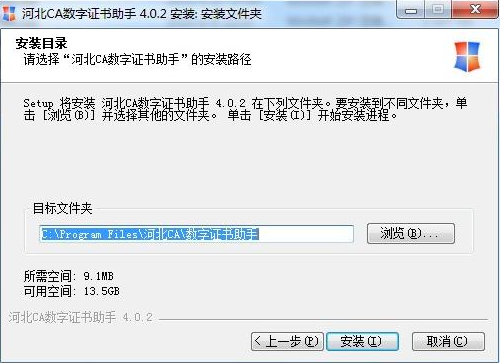 河北CA数字证书助手 4.0.2 安装: 安装文件夹
安装目录
请选择“河北CA数字证书助手”的安装路径
Setup 将安装 河北CA数字证书助手 4.0.2 在下列文件夹。要安装到不同文件夹，单
击 [浏览(B)] 并选择其他的文件夹。 单击 [安装(I)] 开始安装进程。
目标文件夹
C:\Program Files\河北CA\数字证书助手
浏览(B)...
所需空间: 9.1MB
可用空间: 13.5GB
河北CA数字证书助手 4.0.2
< 上一步(P) 安装(I) 取消(C)